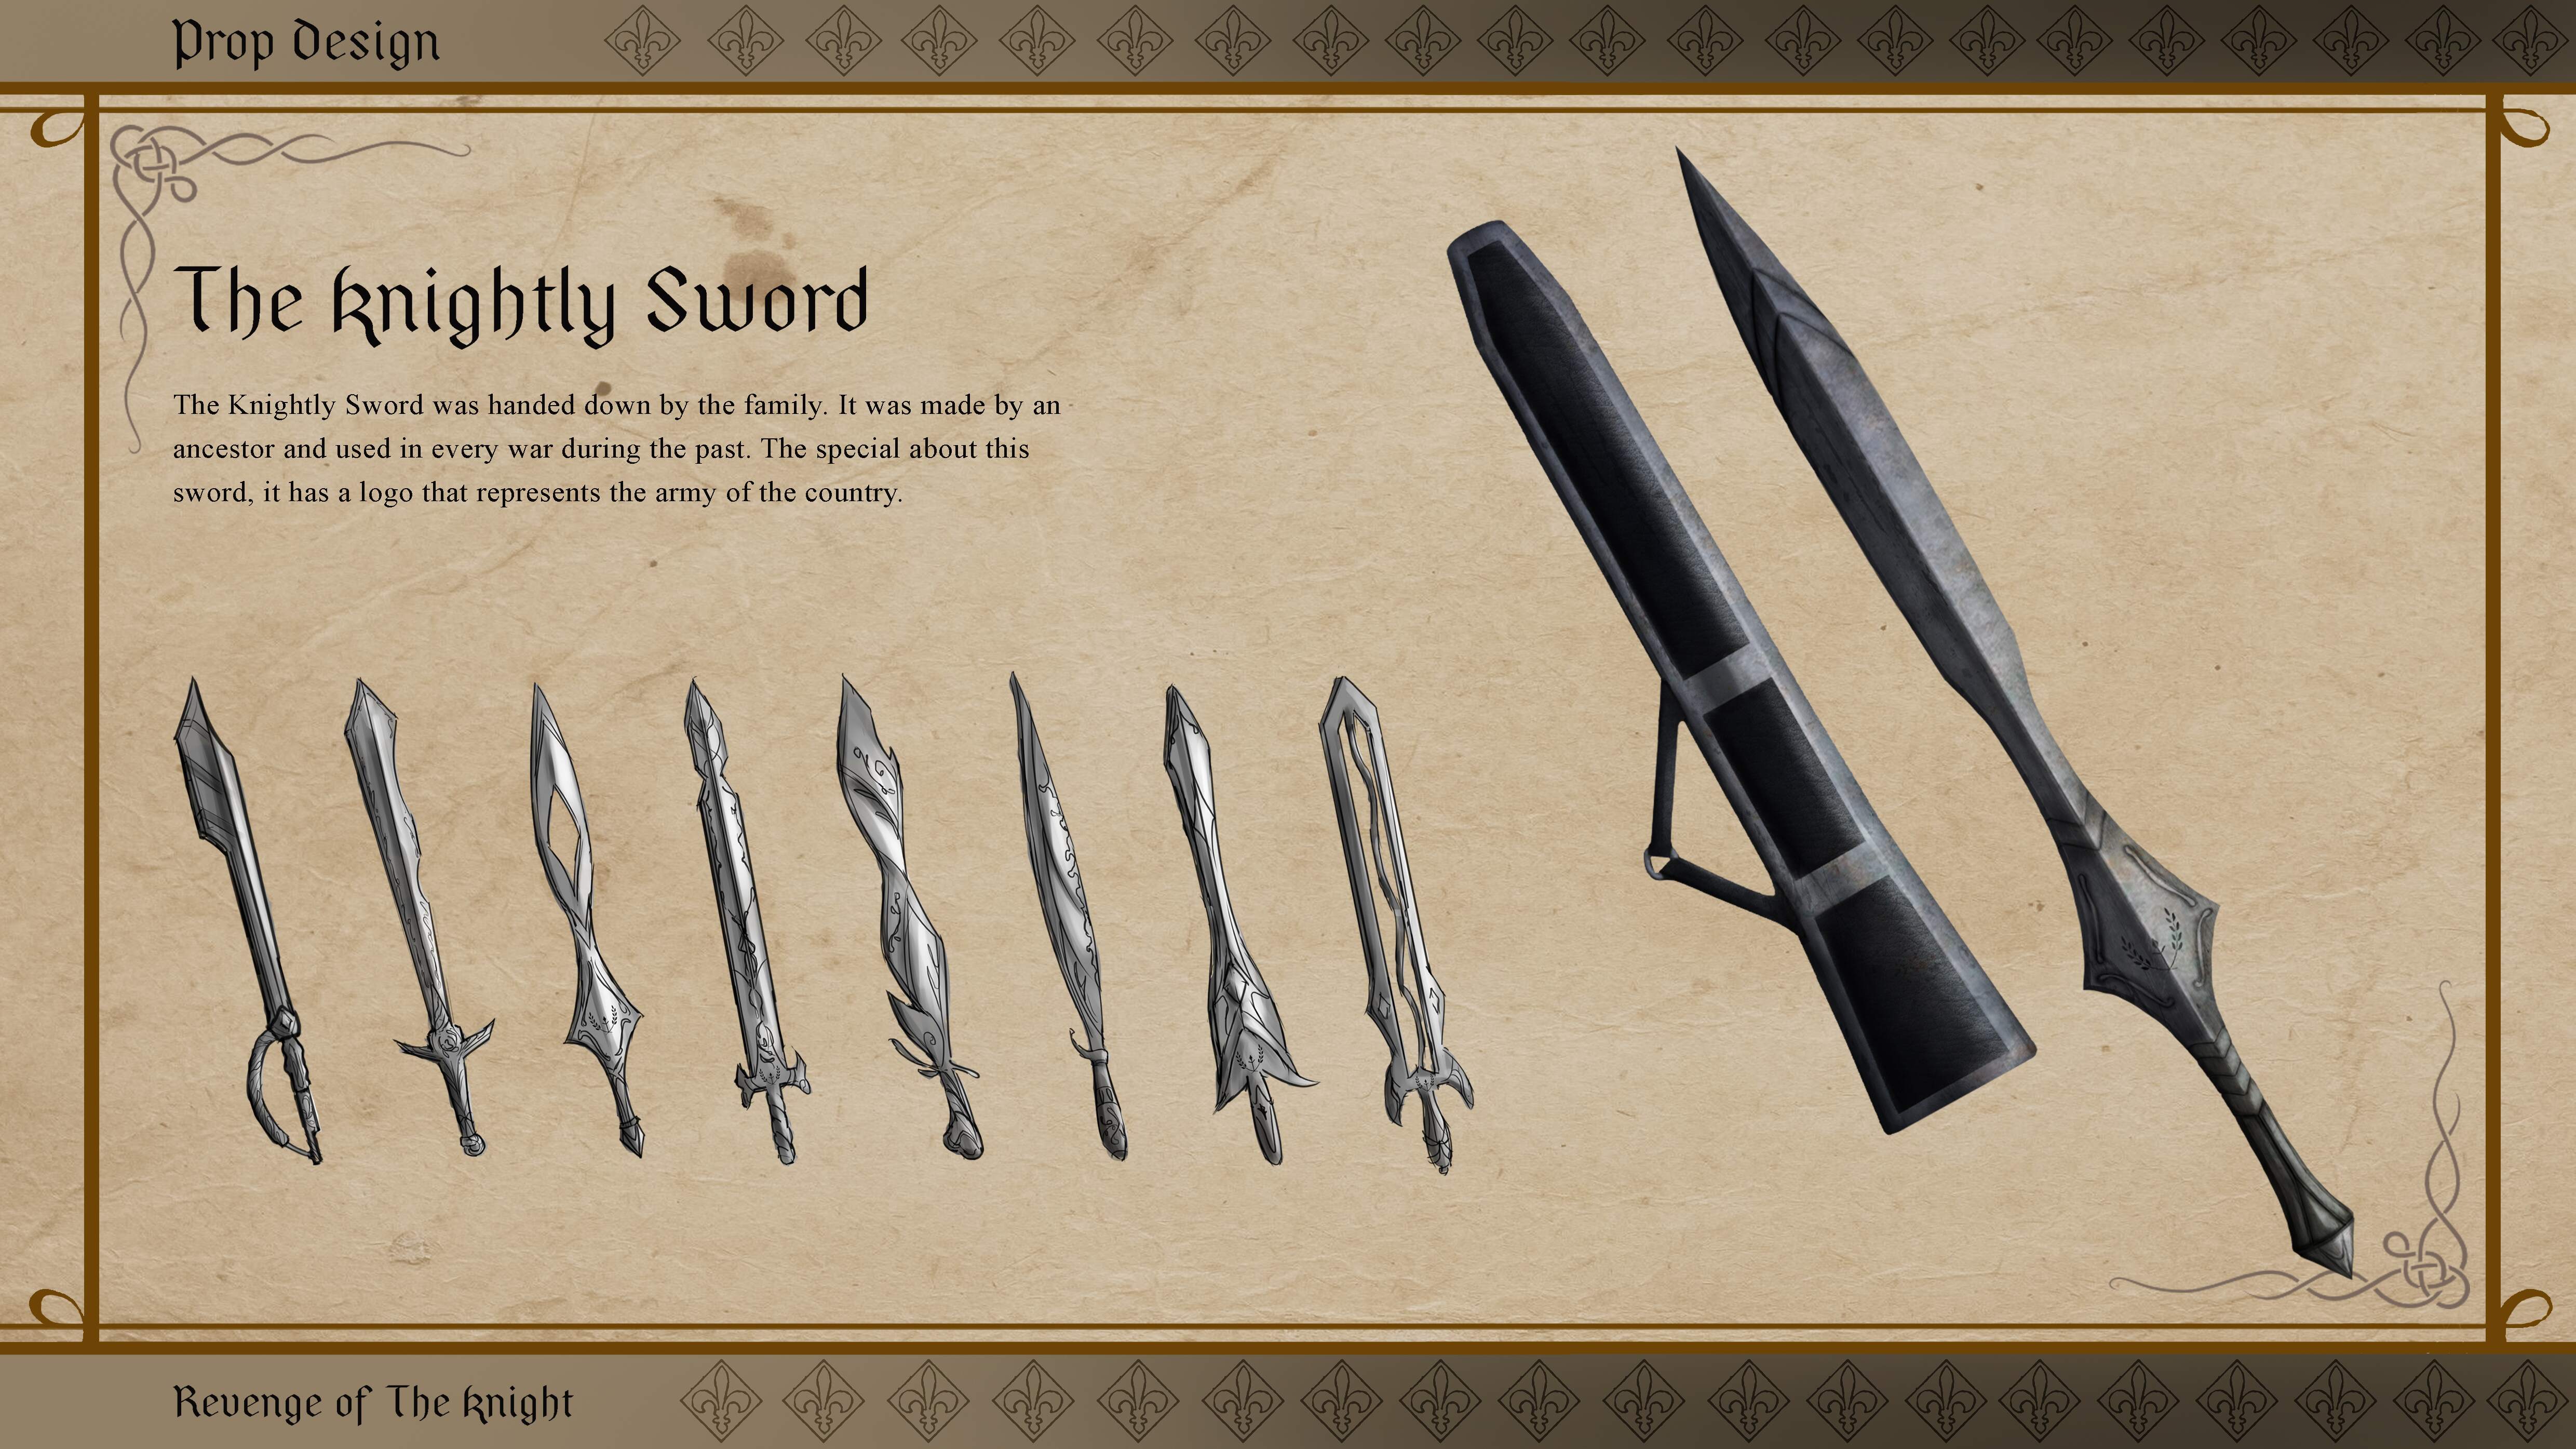 Prop Design
The Knightly Sword
The Knightly Sword was handed down by the family. It was made by an
ancestor and used in every war during the past. The special about this
sword, it has a logo that represents the army of the country.
Revenge of The Knight